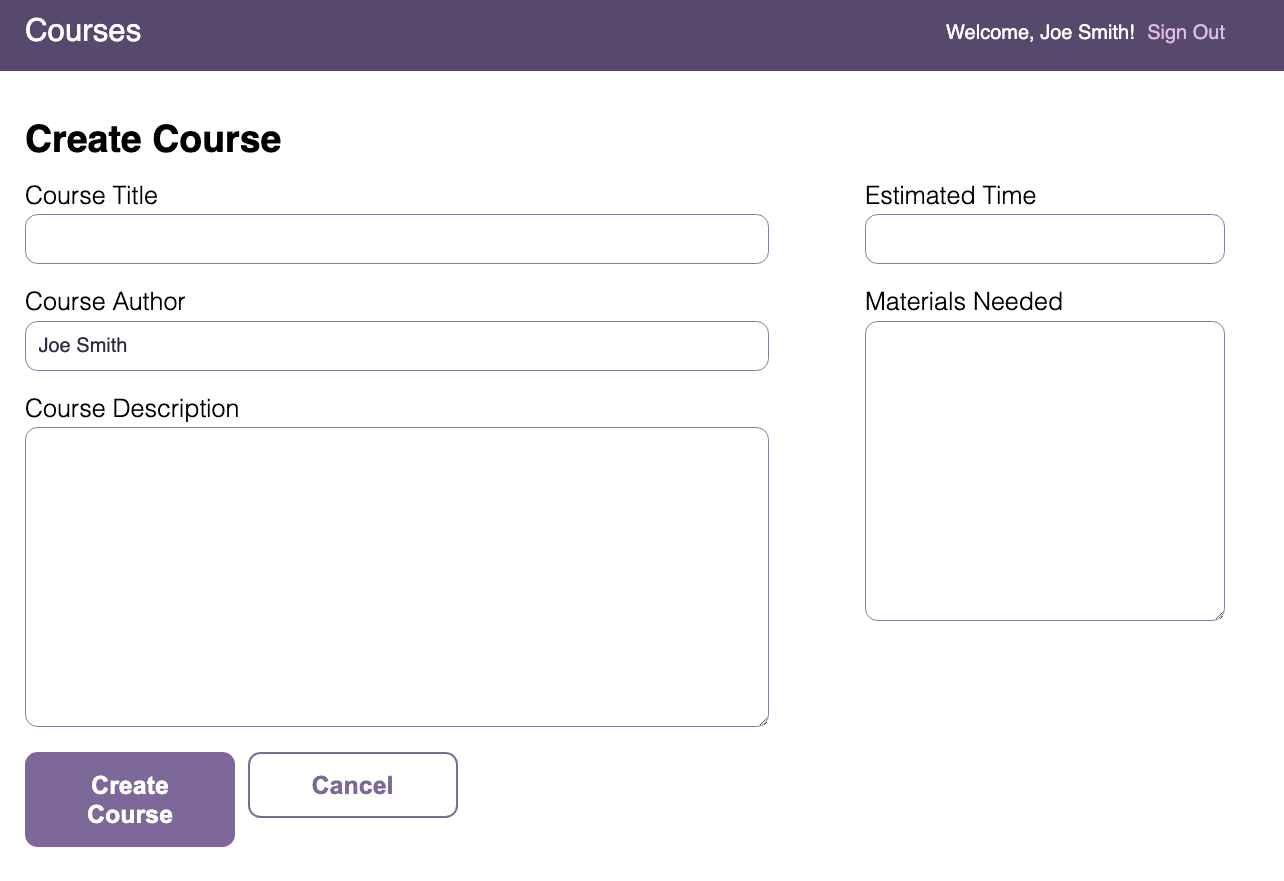 Courses
Welcome, Joe Smith! Sign Out
Create Course
Course Title
Estimated Time
Course Author
Materials Needed
Joe Smith
Course Description
Create
Course
Cancel